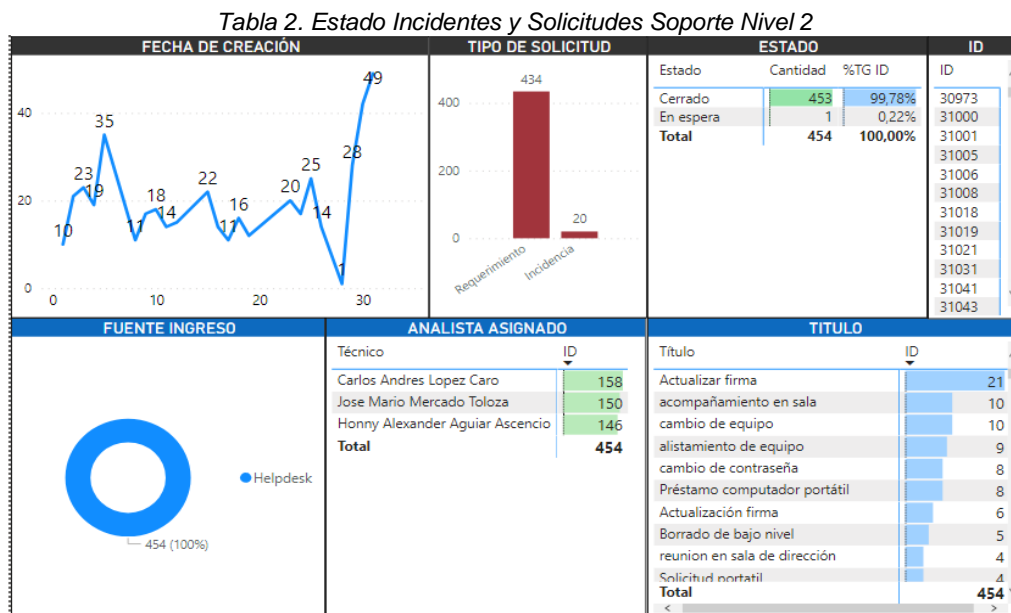 Tabla 2. Estado Incidentes y Solicitudes Soporte Nivel 2
FECHA DE CREACIÓN
49
40
35
28
25
23
22
20
19
20
18
16
14
14
11
11
10
1
0
0
10
20
30
TIPO DE SOLICITUD
434
400
200
20
0
Requerimiento
Incidencia
ESTADO
Estado Cantidad %TG ID
Cerrado 453 99,78%
En espera 1 0,22%
Total 454 100,00%
ID
ID
30973
31000
31001
31005
31006
31008
31018
31019
31021
31031
31041
31043
FUENTE INGRESO
Helpdesk
454 (100%)
ANALISTA ASIGNADO
Técnico ID
Carlos Andres Lopez Caro 158
Jose Mario Mercado Toloza 150
Honny Alexander Aguiar Ascencio 146
Total 454
TITULO
Título ID
Actualizar firma 21
acompañamiento en sala 10
cambio de equipo 10
alistamiento de equipo 9
cambio de contraseña 8
Préstamo computador portátil 8
Actualización firma 6
Borrado de bajo nivel 5
reunion en sala de dirección 4
Solicitud portatil 4
Total 454